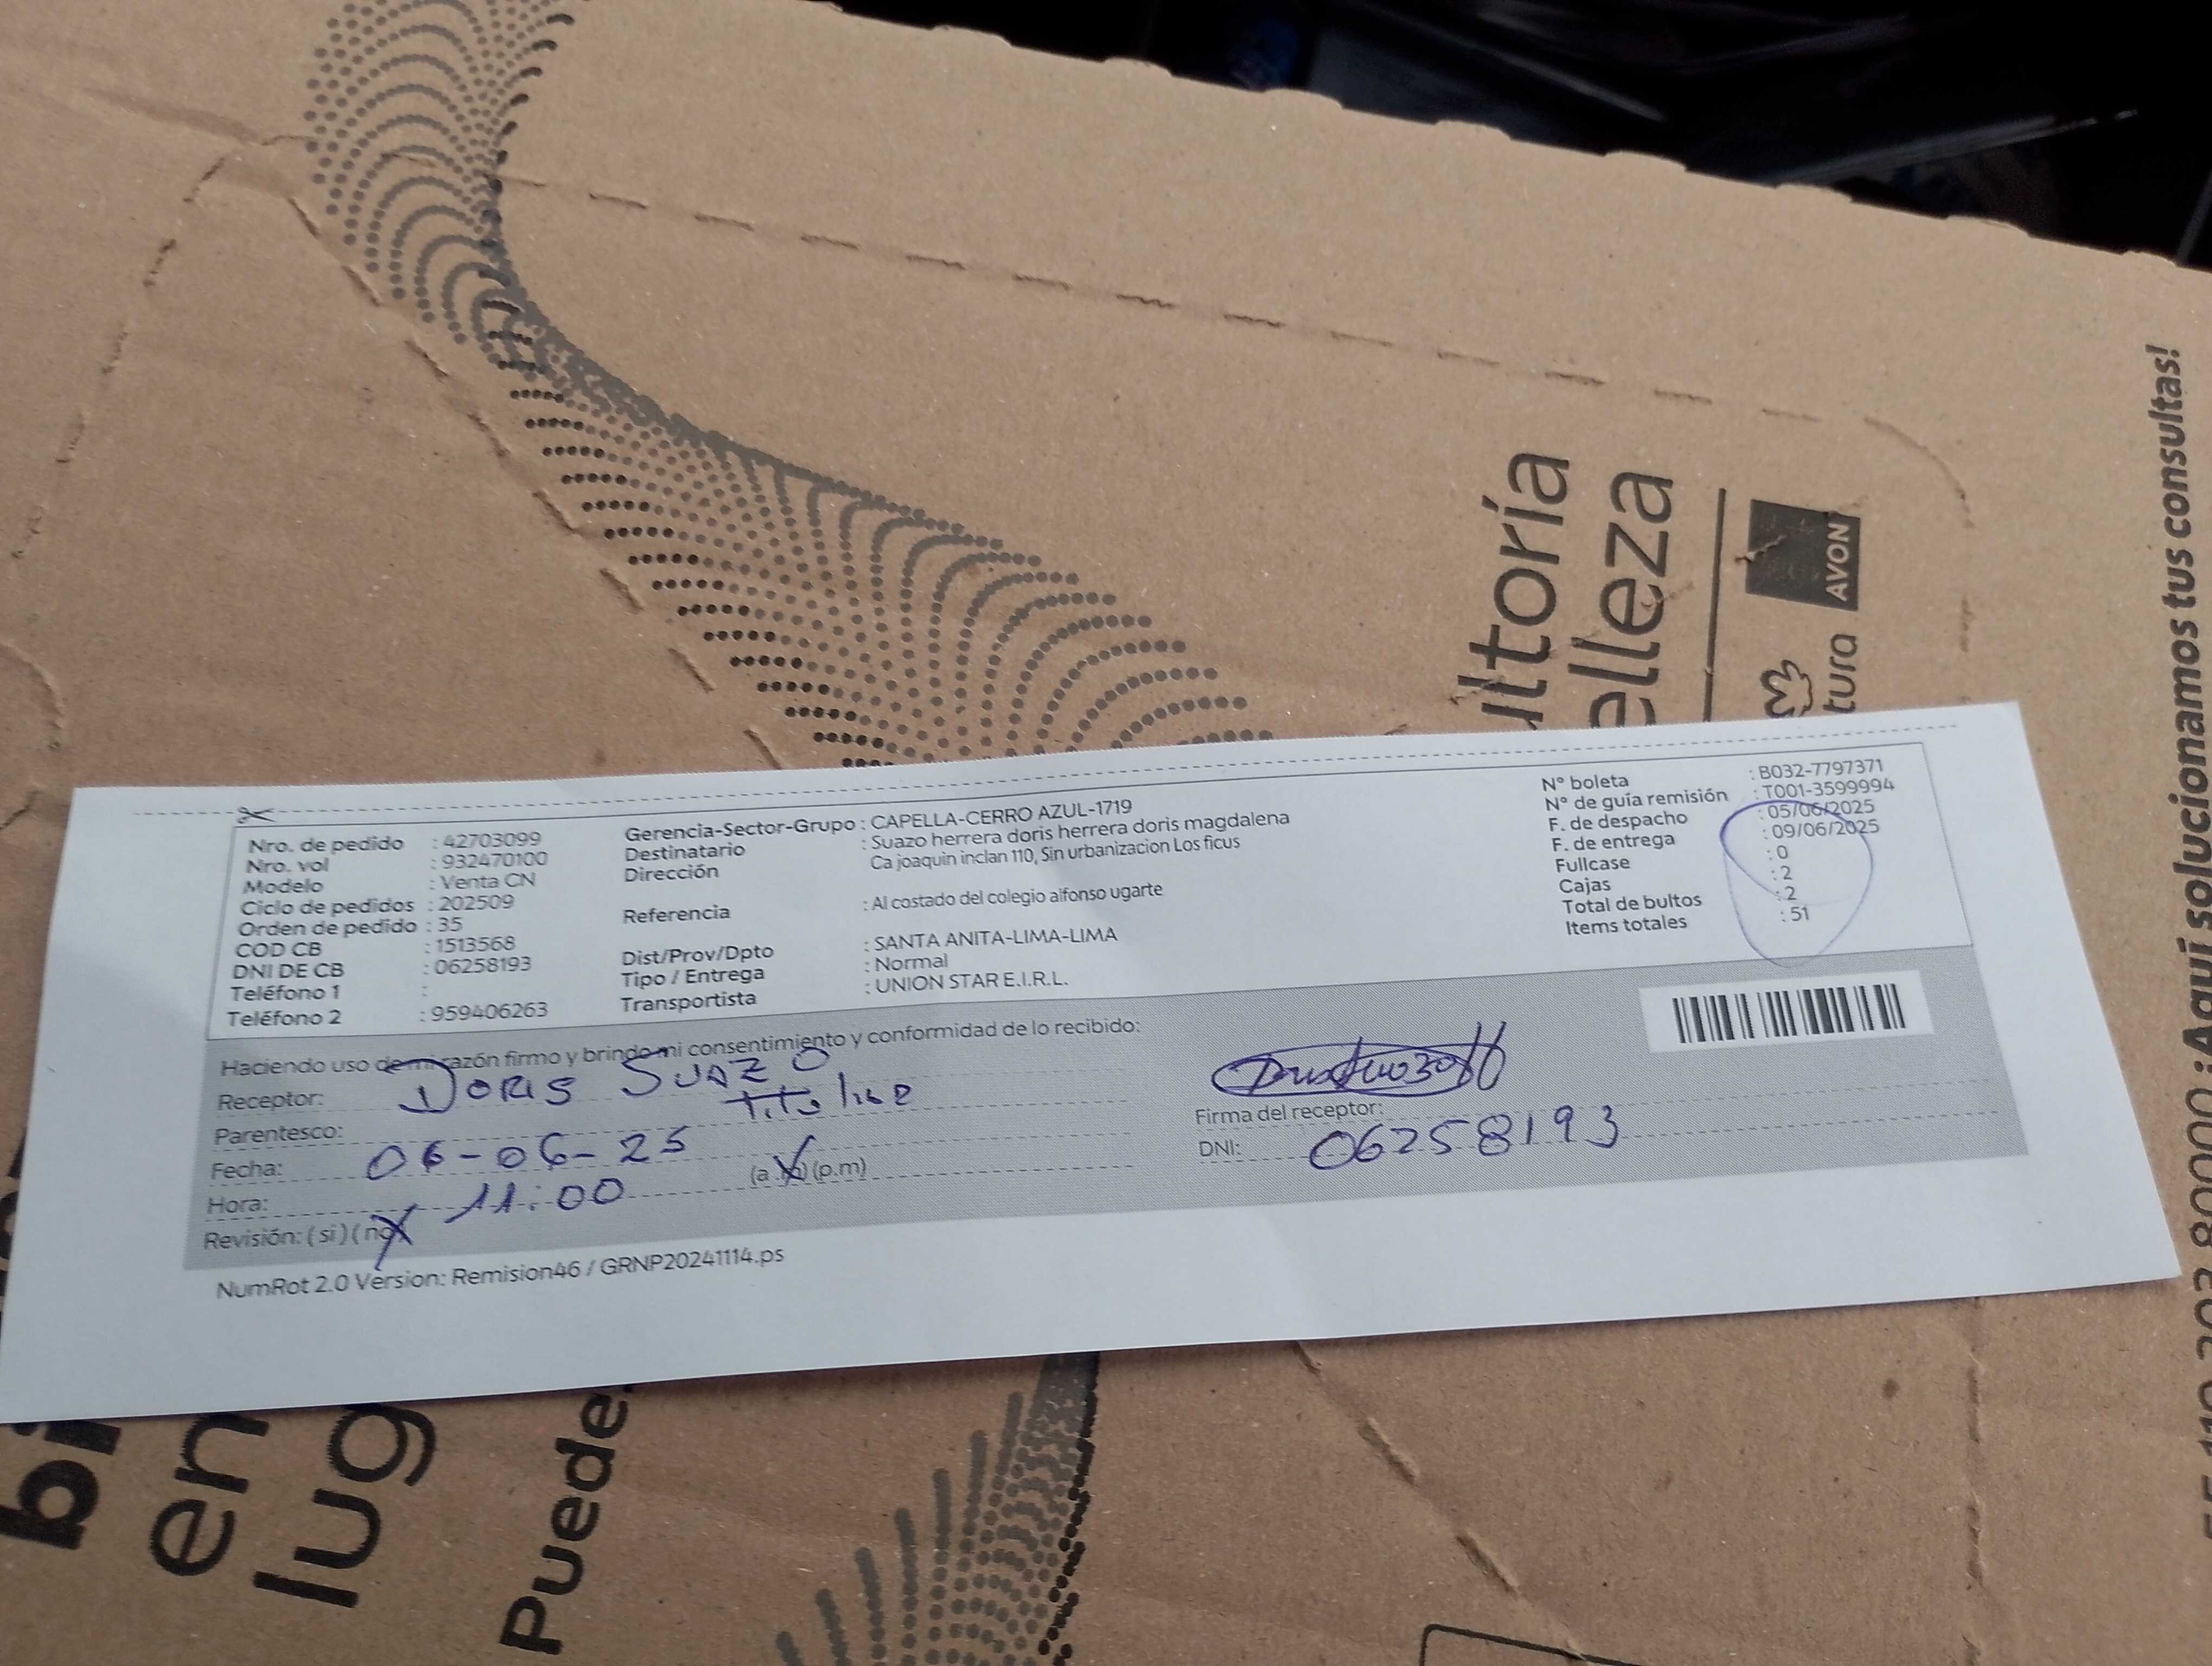 Nro. de pedido : 42703099
Nro. vol : 932470100
Modelo : Venta CN
Ciclo de pedidos : 202509
Orden de pedido : 35
COD CB : 1513568
DNI DE CB : 06258193
Teléfono 1 :
Teléfono 2 : 959406263
Gerencia-Sector-Grupo : CAPELLA-CERRO AZUL-1719
Destinatario : Suazo herrera doris herrera doris magdalena
Dirección Ca joaquin inclan 110, Sin urbanizacion Los ficus
Referencia : Al costado del colegio alfonso ugarte
Dist/Prov/Dpto : SANTA ANITA-LIMA-LIMA
Tipo / Entrega : Normal
Transportista : UNION STAR E.I.R.L.
N° boleta : B032-7797371
N° de guía remisión : T001-3599994
F. de despacho : 05/06/2025
F. de entrega : 09/06/2025
Fullcase : 0
Cajas : 2
Total de bultos : 2
Items totales : 51
Haciendo uso de mi razón firmo y brindo mi consentimiento y conformidad de lo recibido:
Receptor: DORIS SUAZO
Parentesco:
Fecha: 06-06-25
Hora: 11:00 (a.m) (p.m)
Revisión: ( si ) ( no )
Firma del receptor:
DNI: 06258193
NumRot 2.0 Version: Remision46 / GRNP20241114.ps
ultoría
elleza
tura
AVON
: Aquí solucionamos tus consultas!
en
lug
Puede